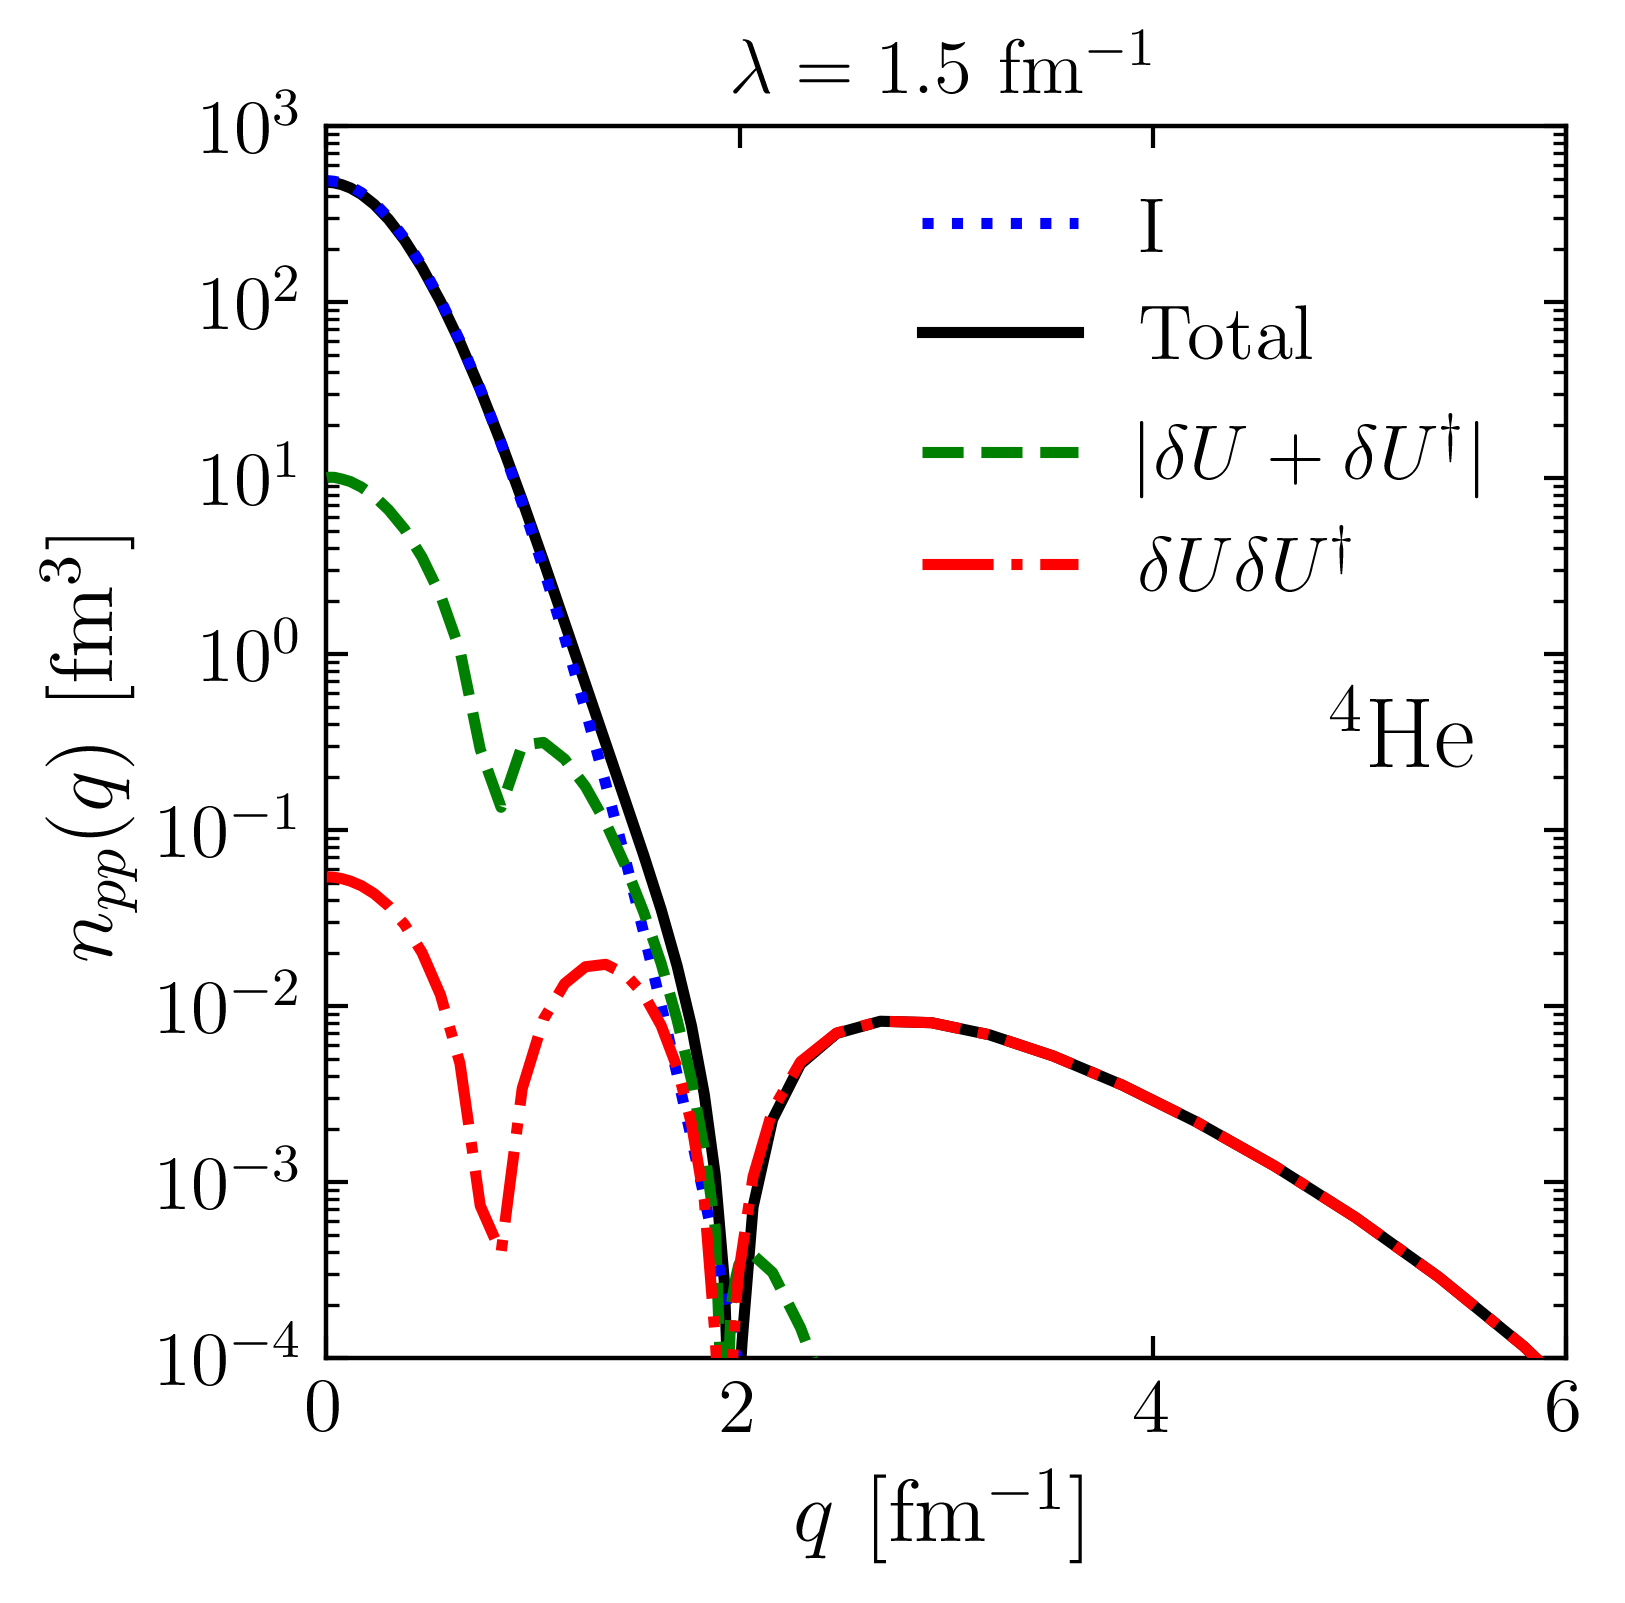 λ = 1.5 fm⁻¹
10³
10²
10¹
10⁰
10⁻¹
10⁻²
10⁻³
10⁻⁴
n_pp(q) [fm³]
I
Total
|δU + δU†|
δUδU†
⁴He
0 2 4 6
q [fm⁻¹]